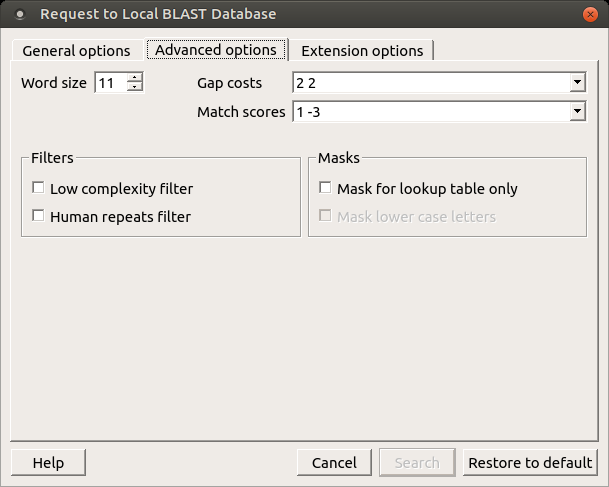 Request to Local BLAST Database
General options Advanced options Extension options
Word size 11 Gap costs 2 2
Match scores 1 -3
Filters Masks
Low complexity filter Mask for lookup table only
Human repeats filter Mask lower case letters
Help Cancel Search Restore to default